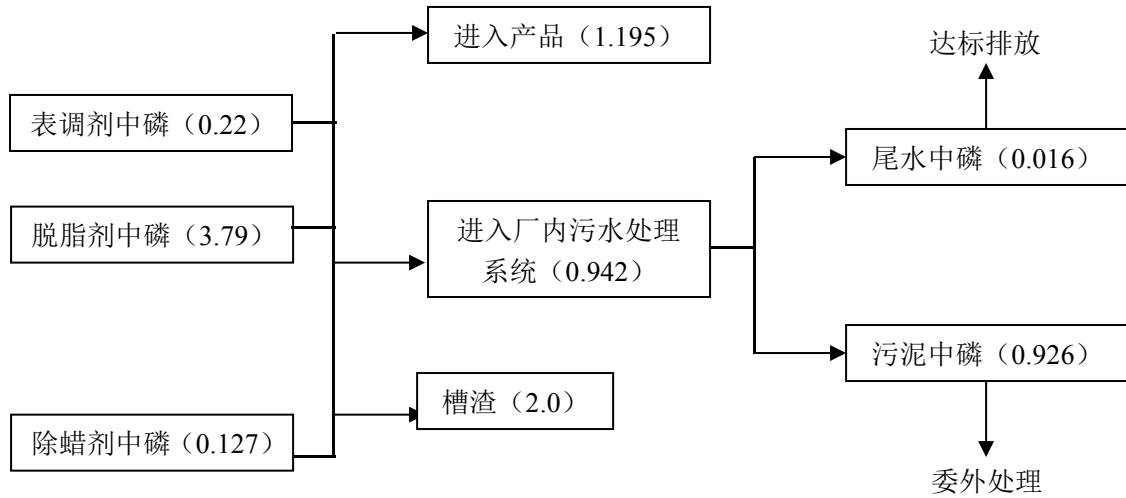 进入产品（1.195）
达标排放
表调剂中磷（0.22）
尾水中磷（0.016）
脱脂剂中磷（3.79）
进入厂内污水处理
系统（0.942）
污泥中磷（0.926）
槽渣（2.0）
除蜡剂中磷（0.127）
委外处理